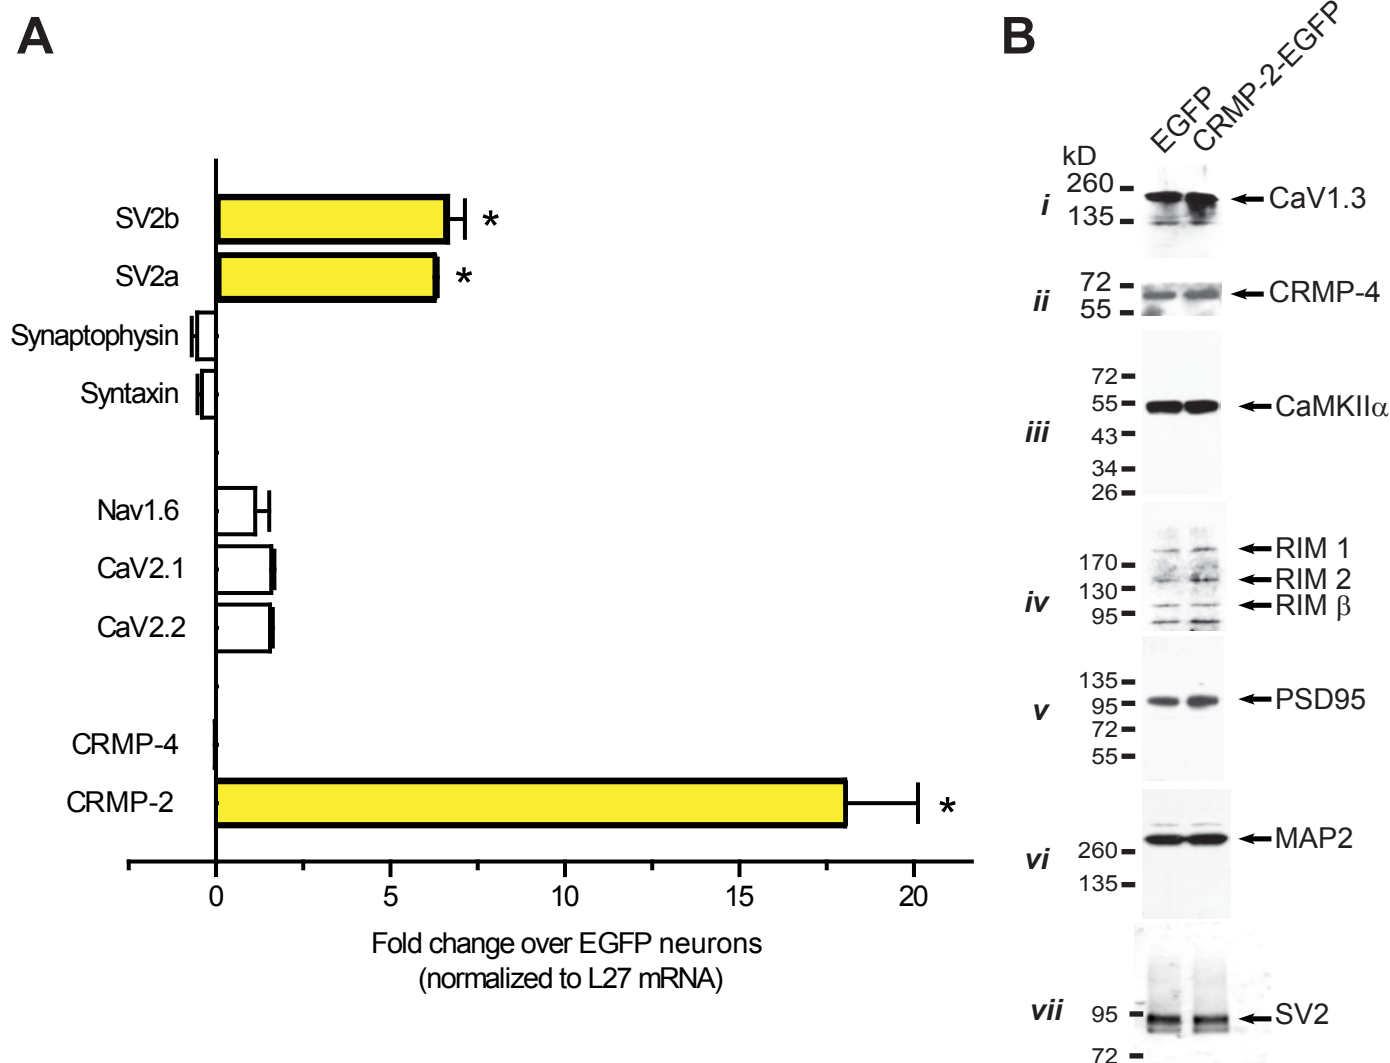 A
SV2b
*
SV2a
*
Synaptophysin
Syntaxin
Nav1.6
CaV2.1
CaV2.2
CRMP-4
CRMP-2
*
0 5 10 15 20
Fold change over EGFP neurons
(normalized to L27 mRNA)
B
EGFP
CRMP-2-EGFP
kD
i
260
135
CaV1.3
ii
72
55
CRMP-4
iii
72
55
43
34
26
CaMKIIα
iv
170
130
95
RIM 1
RIM 2
RIM β
v
135
95
72
55
PSD95
vi
260
135
MAP2
vii
95
72
SV2